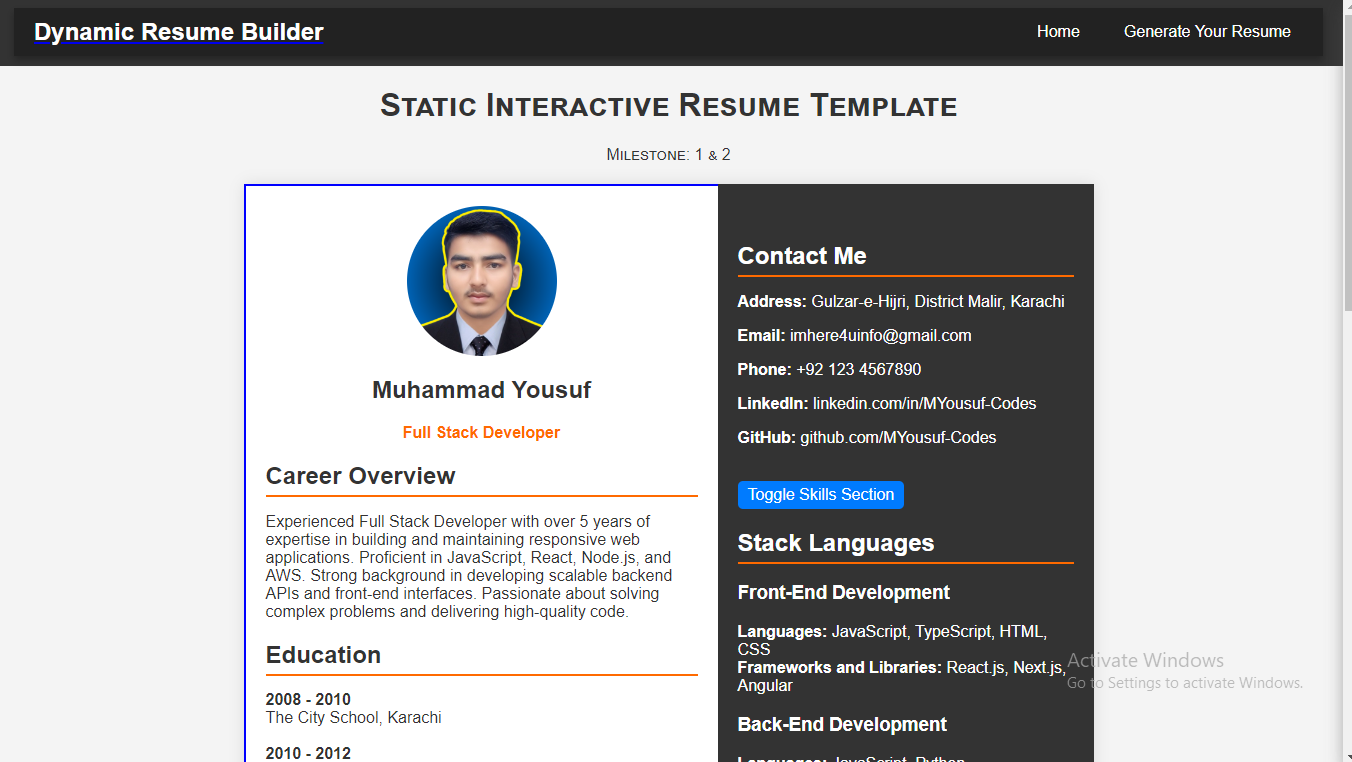 Dynamic Resume Builder
Home
Generate Your Resume
Static Interactive Resume Template
Milestone: 1 & 2
Muhammad Yousuf
Full Stack Developer
Career Overview
Experienced Full Stack Developer with over 5 years of
expertise in building and maintaining responsive web
applications. Proficient in JavaScript, React, Node.js, and
AWS. Strong background in developing scalable backend
APIs and front-end interfaces. Passionate about solving
complex problems and delivering high-quality code.
Education
2008 - 2010
The City School, Karachi
2010 - 2012
Contact Me
Address: Gulzar-e-Hijri, District Malir, Karachi
Email: imhere4uinfo@gmail.com
Phone: +92 123 4567890
LinkedIn: linkedin.com/in/MYousuf-Codes
GitHub: github.com/MYousuf-Codes
Toggle Skills Section
Stack Languages
Front-End Development
Languages: JavaScript, TypeScript, HTML,
CSS
Frameworks and Libraries: React.js, Next.js,
Angular
Back-End Development
Languages: JavaScript, Python
Activate Windows
Go to Settings to activate Windows.